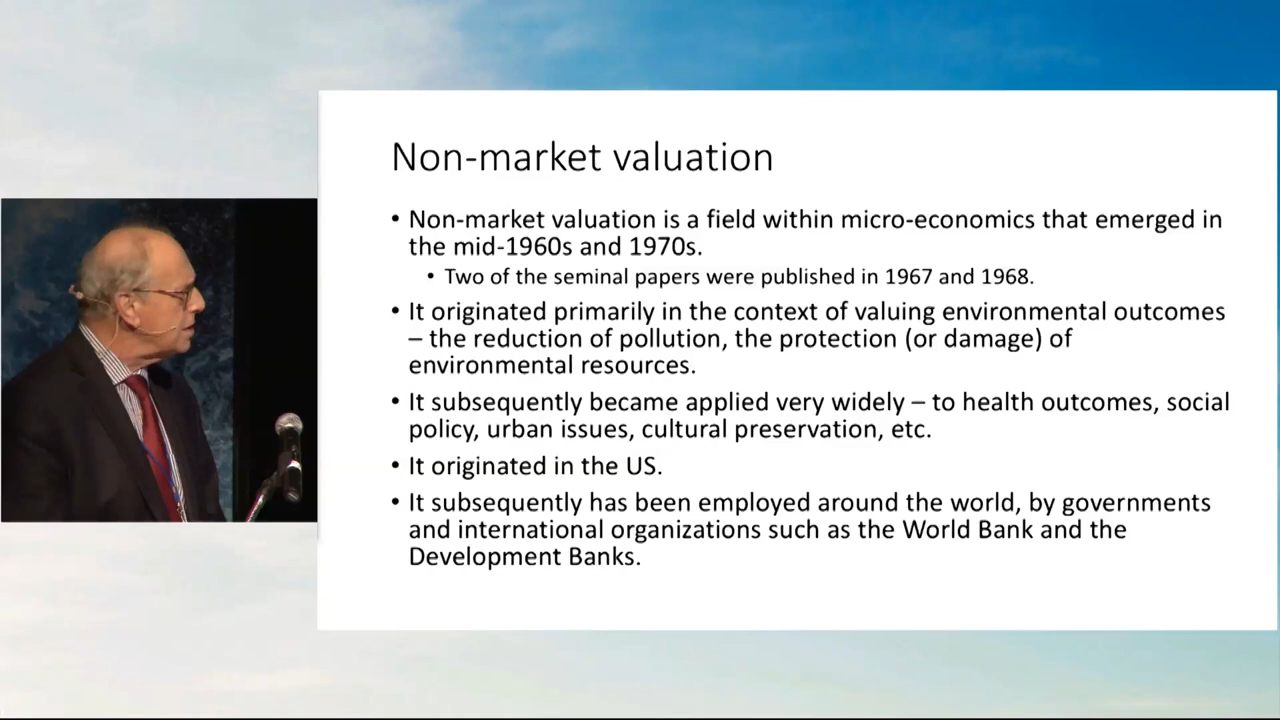 Non-market valuation
• Non-market valuation is a field within micro-economics that emerged in
the mid-1960s and 1970s.
• Two of the seminal papers were published in 1967 and 1968.
• It originated primarily in the context of valuing environmental outcomes
– the reduction of pollution, the protection (or damage) of
environmental resources.
• It subsequently became applied very widely – to health outcomes, social
policy, urban issues, cultural preservation, etc.
• It originated in the US.
• It subsequently has been employed around the world, by governments
and international organizations such as the World Bank and the
Development Banks.